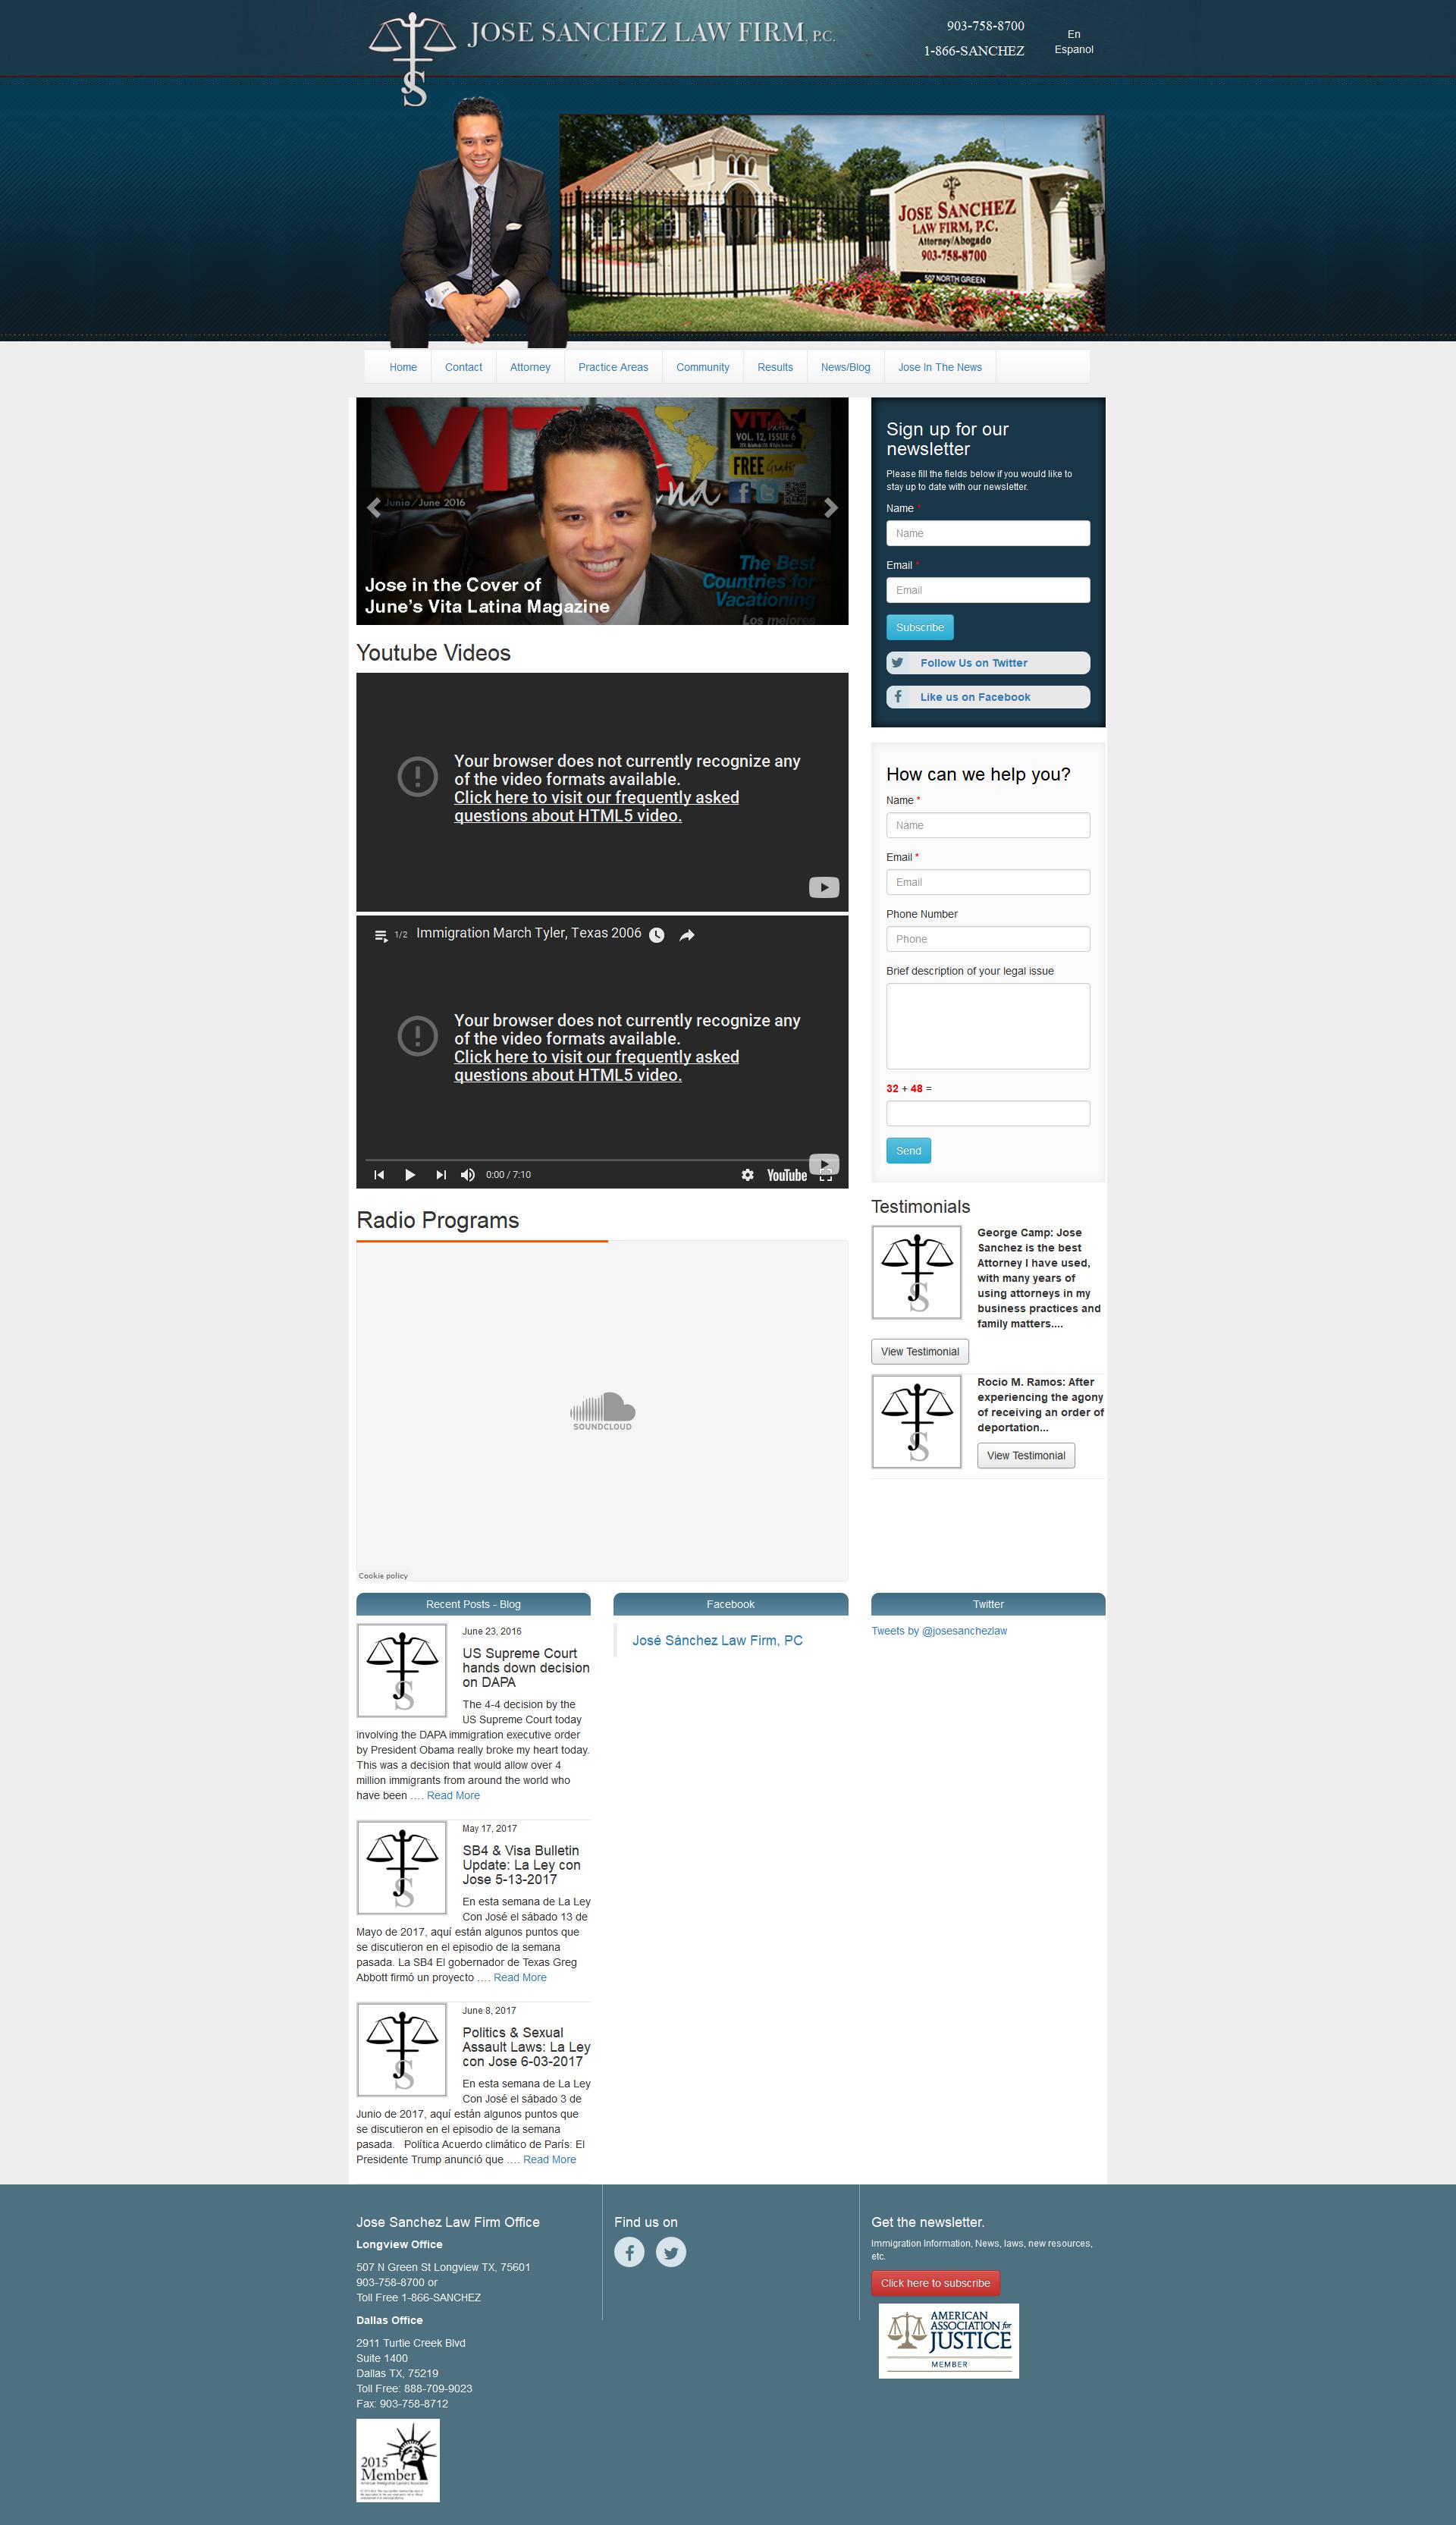 JOSE SANCHEZ LAW FIRM, P.C.
903-758-8700
1-866-SANCHEZ
En
Espanol
JS
JOSE SANCHEZ
LAW FIRM, P.C.
Attorney/Abogado
903-758-8700
507 NORTH GREEN
Home
Contact
Attorney
Practice Areas
Community
Results
News/Blog
Jose In The News
VITA
VITA
Latina
VOL. 12, ISSUE 6
FREE Gratis
Junio/June 2016
The Best
Countries for
Vacationing
Los mejores
Jose in the Cover of
June's Vita Latina Magazine
Youtube Videos
Your browser does not currently recognize any
of the video formats available.
Click here to visit our frequently asked
questions about HTML5 video.
1/2 Immigration March Tyler, Texas 2006
Your browser does not currently recognize any
of the video formats available.
Click here to visit our frequently asked
questions about HTML5 video.
0:00 / 7:10
YouTube
Radio Programs
SOUNDCLOUD
Cookie policy
Sign up for our
newsletter
Please fill the fields below if you would like to
stay up to date with our newsletter.
Name *
Name
Email *
Email
Subscribe
Follow Us on Twitter
Like us on Facebook
How can we help you?
Name *
Name
Email *
Email
Phone Number
Phone
Brief description of your legal issue
32 + 48 =
Send
Testimonials
JS
George Camp: Jose
Sanchez is the best
Attorney I have used,
with many years of
using attorneys in my
business practices and
family matters....
View Testimonial
JS
Rocio M. Ramos: After
experiencing the agony
of receiving an order of
deportation...
View Testimonial
Recent Posts - Blog
JS
June 23, 2016
US Supreme Court
hands down decision
on DAPA
The 4-4 decision by the
US Supreme Court today
involving the DAPA immigration executive order
by President Obama really broke my heart today.
This was a decision that would allow over 4
million immigrants from around the world who
have been .... Read More
JS
May 17, 2017
SB4 & Visa Bulletin
Update: La Ley con
Jose 5-13-2017
En esta semana de La Ley
Con José el sábado 13 de
Mayo de 2017, aquí están algunos puntos que
se discutieron en el episodio de la semana
pasada. La SB4 El gobernador de Texas Greg
Abbott firmó un proyecto .... Read More
JS
June 8, 2017
Politics & Sexual
Assault Laws: La Ley
con Jose 6-03-2017
En esta semana de La Ley
Con José el sábado 3 de
Junio de 2017, aquí están algunos puntos que
se discutieron en el episodio de la semana
pasada. Política Acuerdo climático de París: El
Presidente Trump anunció que .... Read More
Facebook
José Sánchez Law Firm, PC
Twitter
Tweets by @josesanchezlaw
Jose Sanchez Law Firm Office
Longview Office
507 N Green St Longview TX, 75601
903-758-8700 or
Toll Free 1-866-SANCHEZ
Dallas Office
2911 Turtle Creek Blvd
Suite 1400
Dallas TX, 75219
Toll Free: 888-709-9023
Fax: 903-758-8712
2015
Member
Find us on
Get the newsletter.
Immigration Information, News, laws, new resources,
etc.
Click here to subscribe
AMERICAN
ASSOCIATION for
JUSTICE
MEMBER